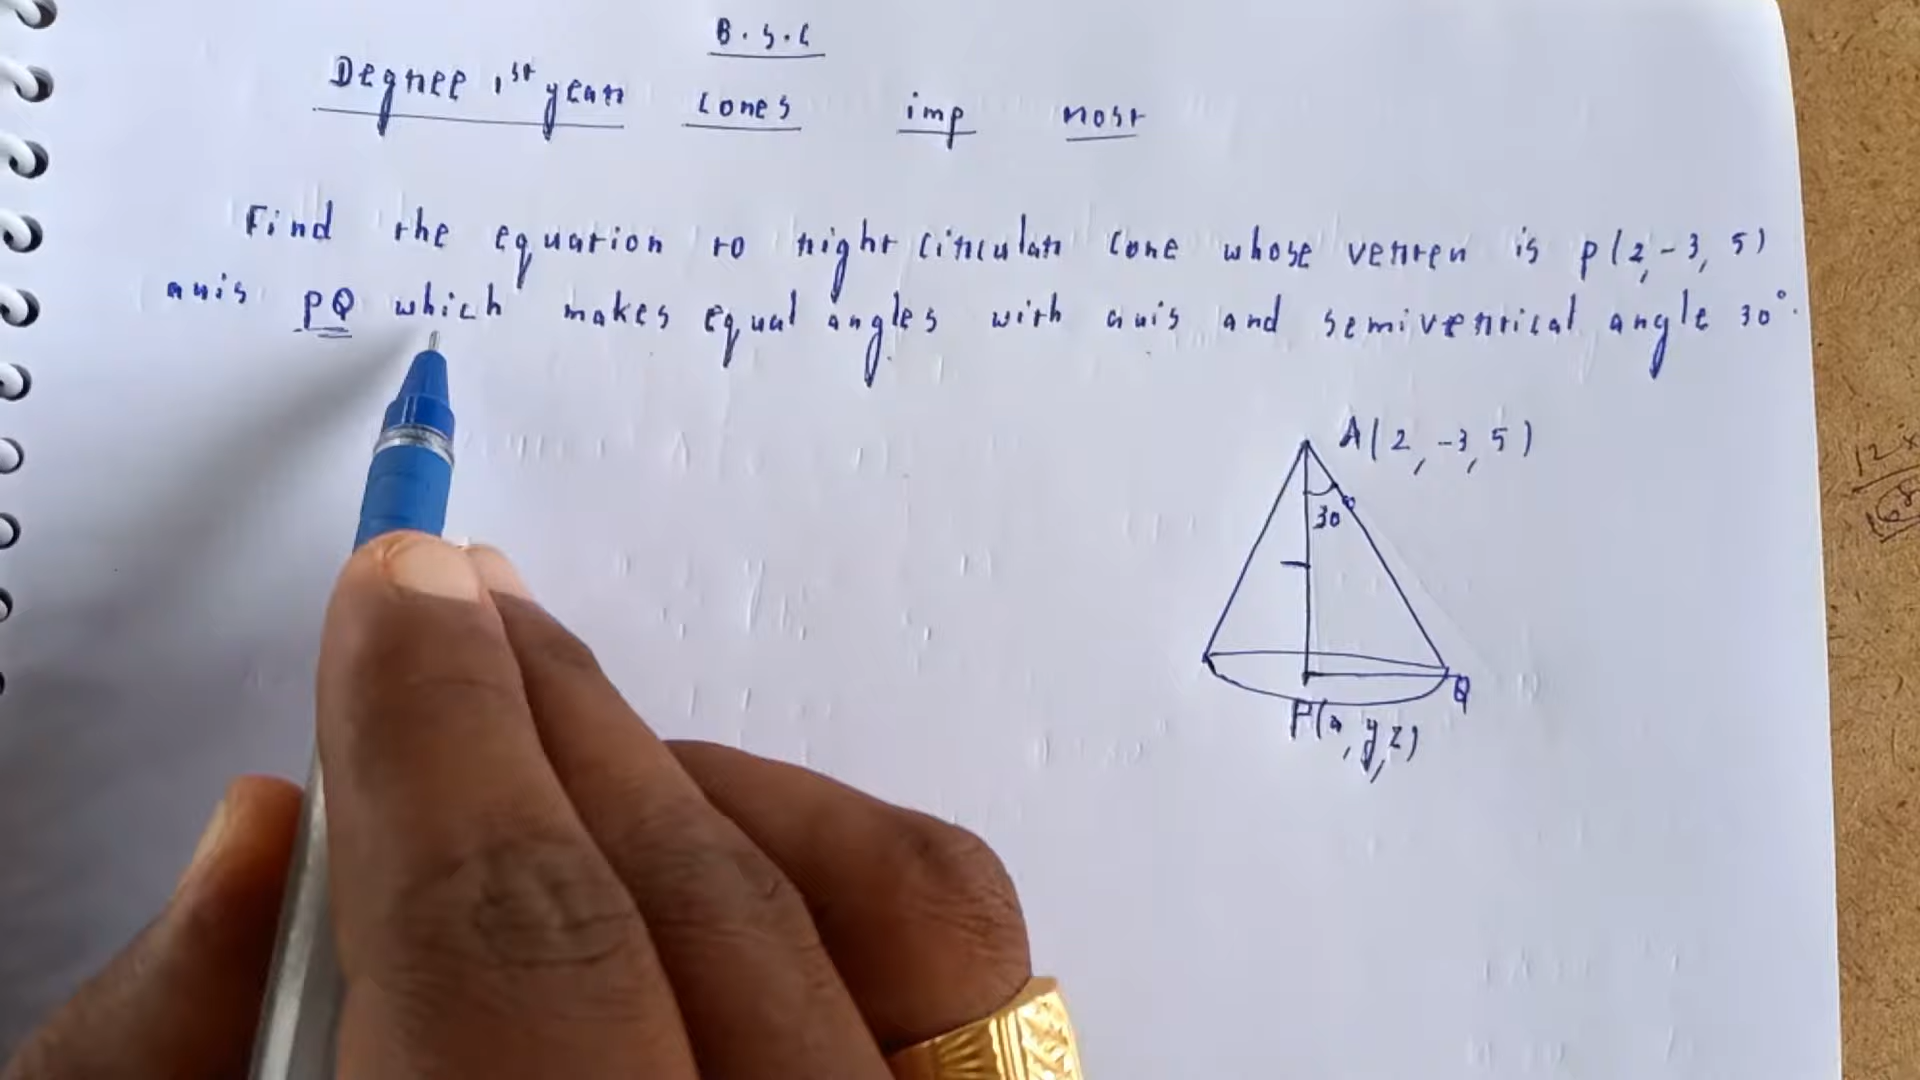 B.S.C
Degree 1st year Cones imp most
Find the equation to right circular cone whose vertex is P(2,-3, 5)
axis PQ which makes equal angles with axis and semivertical angle 30°.
A(2, -3, 5)
30
Q
P(x, y, z)